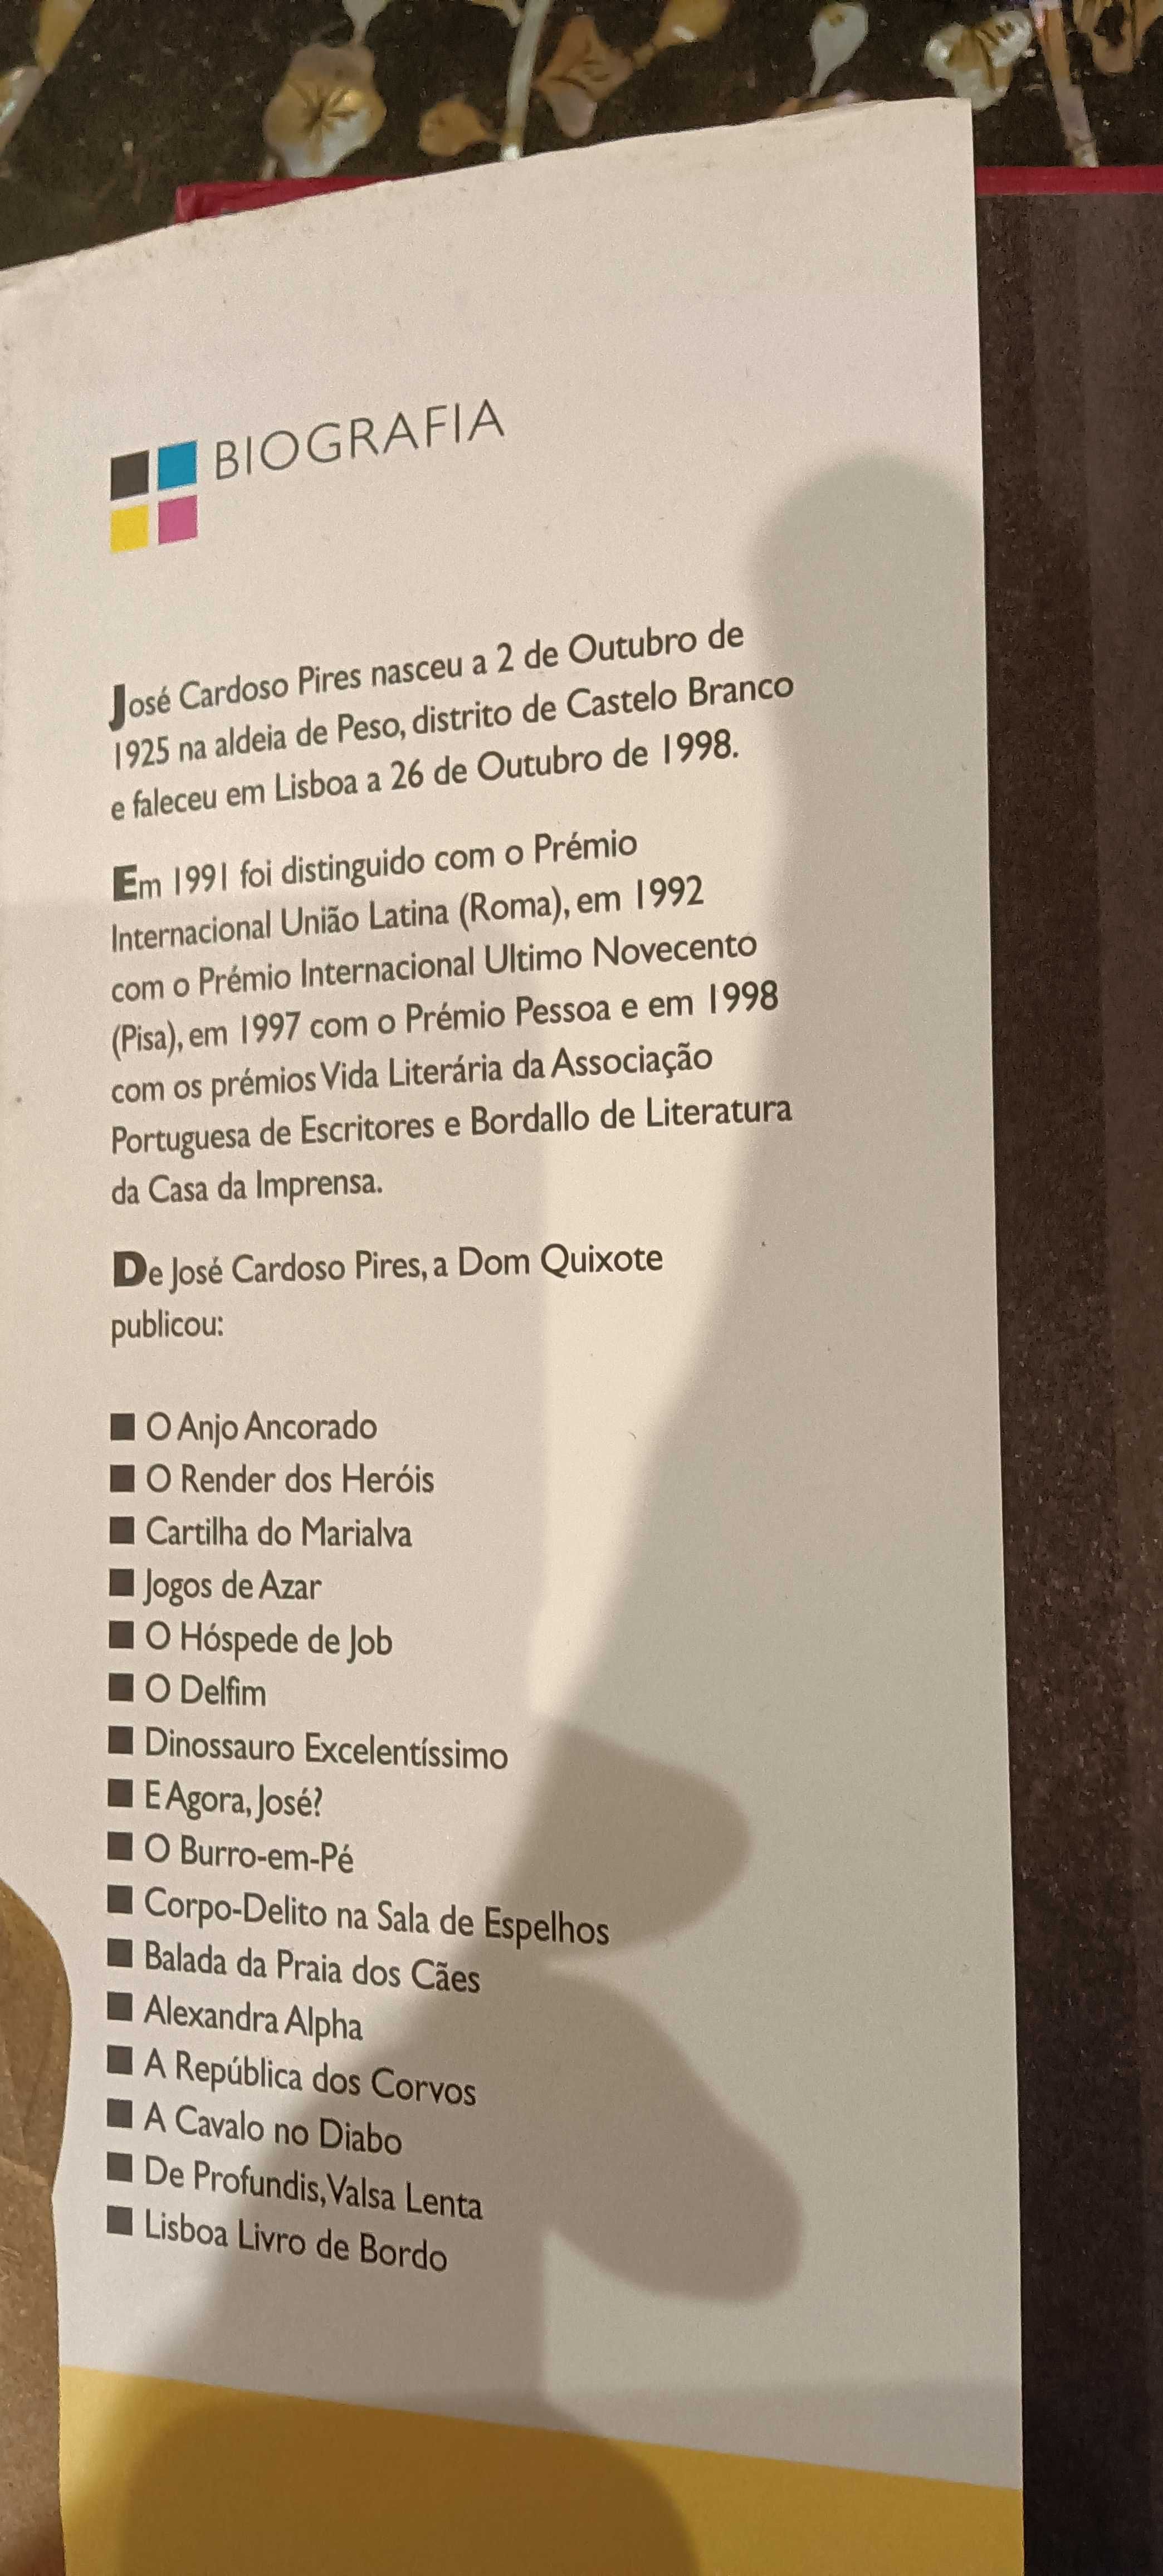 BIOGRAFIA
José Cardoso Pires nasceu a 2 de Outubro de
1925 na aldeia de Peso, distrito de Castelo Branco
e faleceu em Lisboa a 26 de Outubro de 1998.
Em 1991 foi distinguido com o Prémio
Internacional União Latina (Roma), em 1992
com o Prémio Internacional Ultimo Novecento
(Pisa), em 1997 com o Prémio Pessoa e em 1998
com os prémios Vida Literária da Associação
Portuguesa de Escritores e Bordallo de Literatura
da Casa da Imprensa.
De José Cardoso Pires, a Dom Quixote
publicou:
■ O Anjo Ancorado
■ O Render dos Heróis
■ Cartilha do Marialva
■ Jogos de Azar
■ O Hóspede de Job
■ O Delfim
■ Dinossauro Excelentíssimo
■ E Agora, José?
■ O Burro-em-Pé
■ Corpo-Delito na Sala de Espelhos
■ Balada da Praia dos Cães
■ Alexandra Alpha
■ A República dos Corvos
■ A Cavalo no Diabo
■ De Profundis, Valsa Lenta
■ Lisboa Livro de Bordo